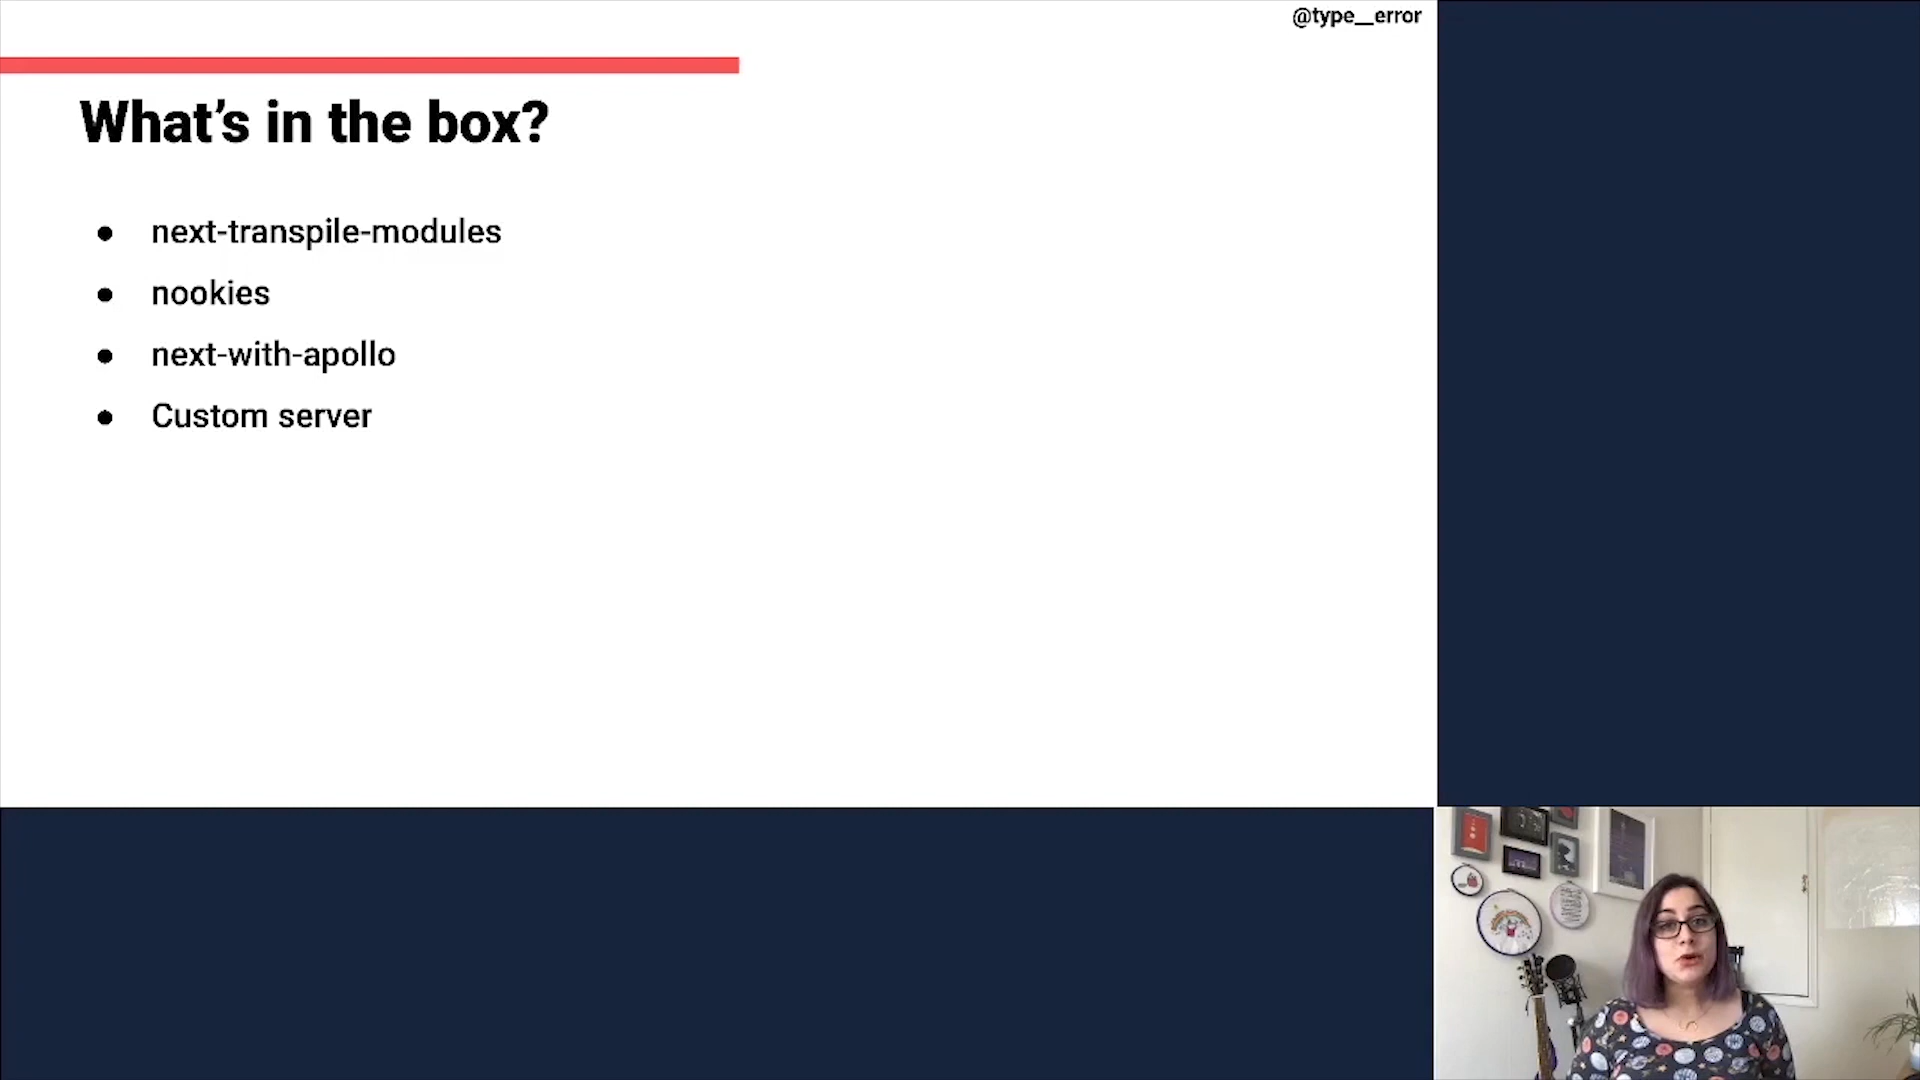 @type__error
What's in the box?
● next-transpile-modules
● nookies
● next-with-apollo
● Custom server